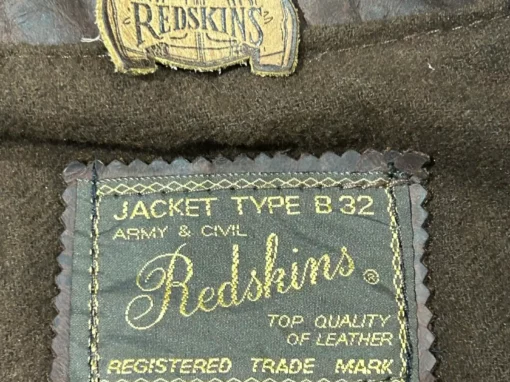 REDSKINS
JACKET TYPE B 32
ARMY & CIVIL
Redskins ®
TOP QUALITY
OF LEATHER
REGISTERED TRADE MARK